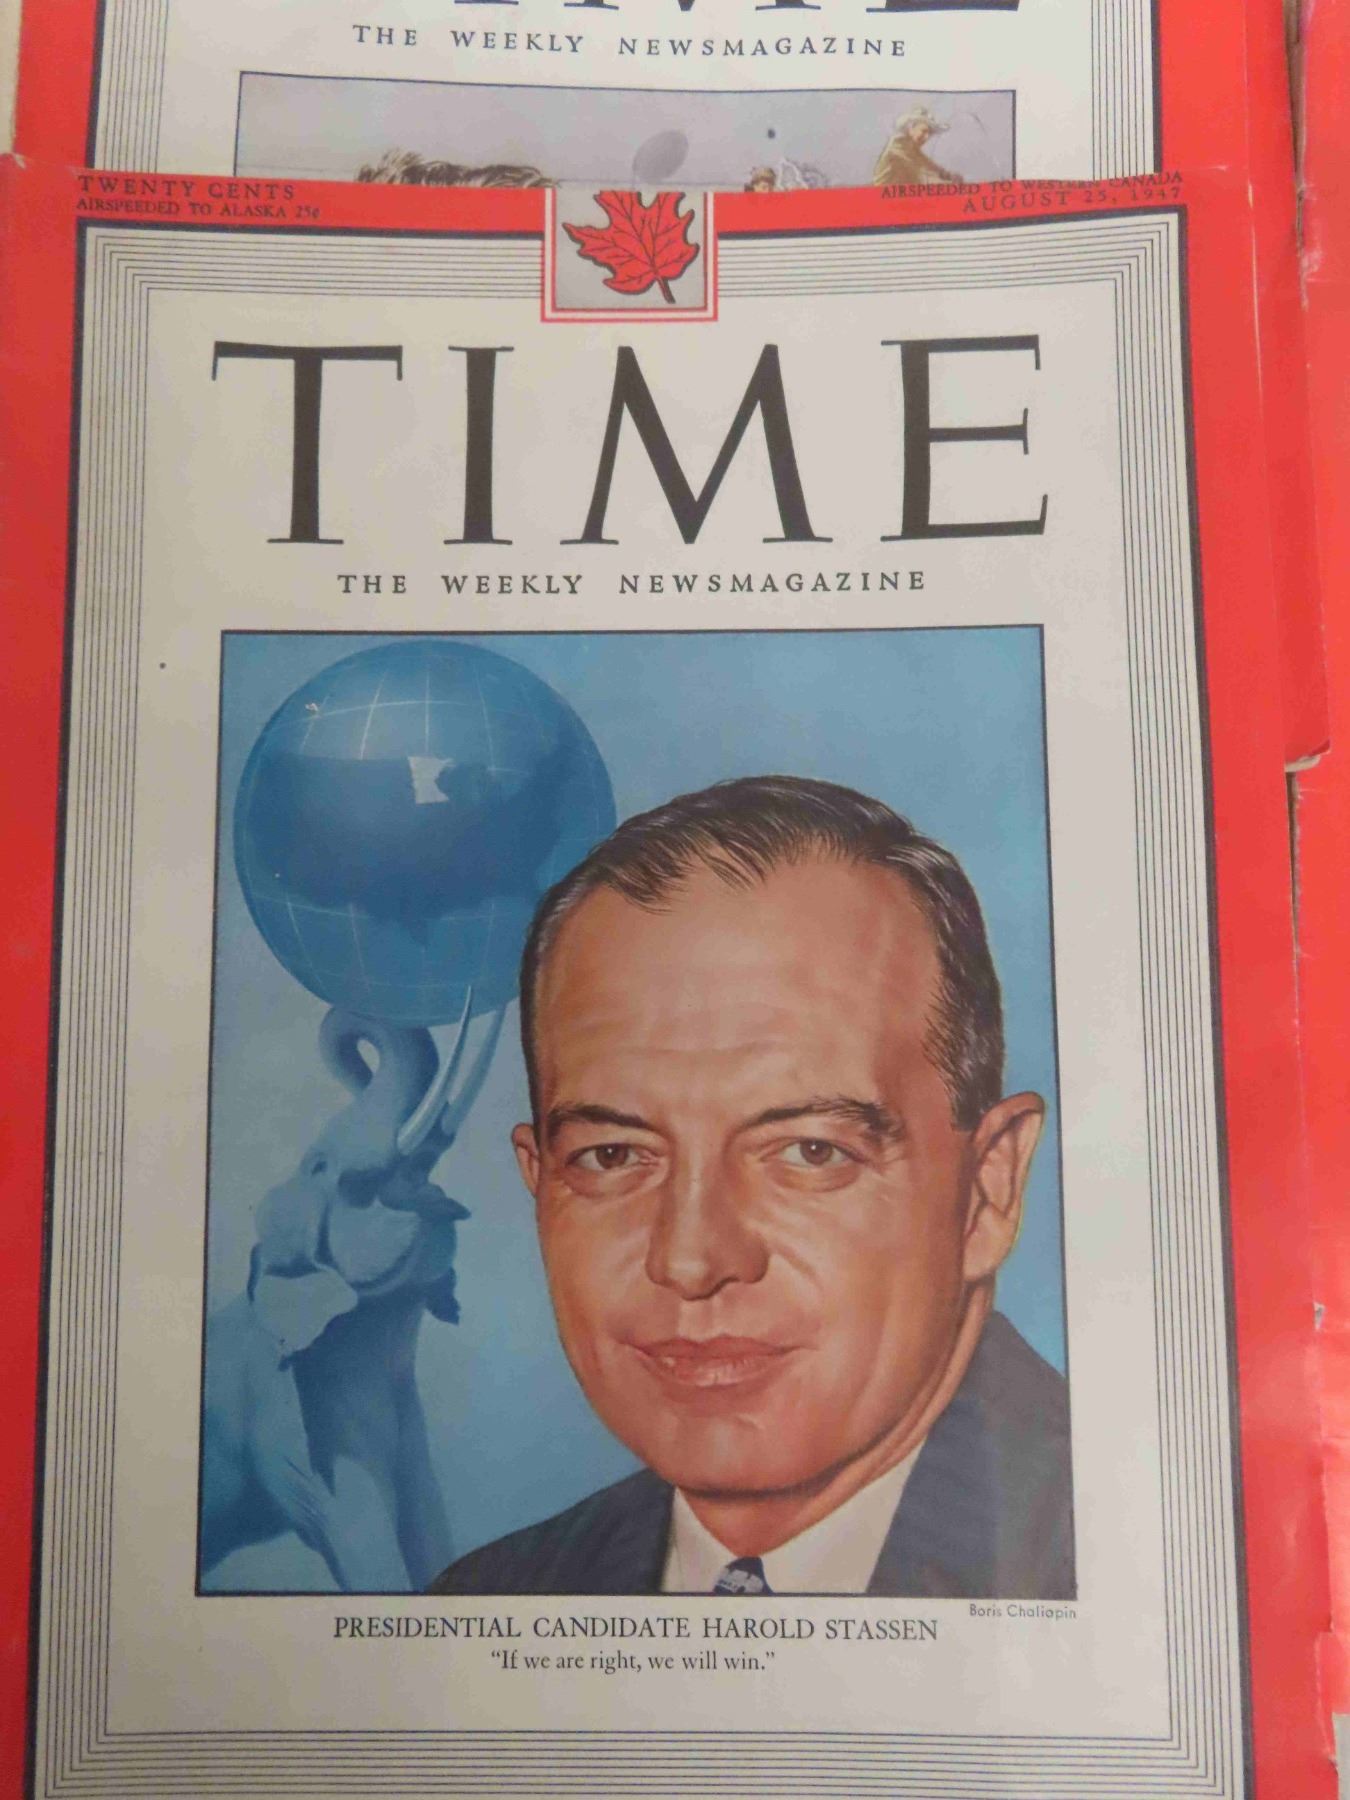 TIME
THE WEEKLY NEWSMAGAZINE
TWENTY CENTS
AIRSPEEDED TO ALASKA 25¢
AIRSPEEDED TO WESTERN CANADA
AUGUST 25, 1947
TIME
THE WEEKLY NEWSMAGAZINE
Boris Chaliapin
PRESIDENTIAL CANDIDATE HAROLD STASSEN
“If we are right, we will win.”